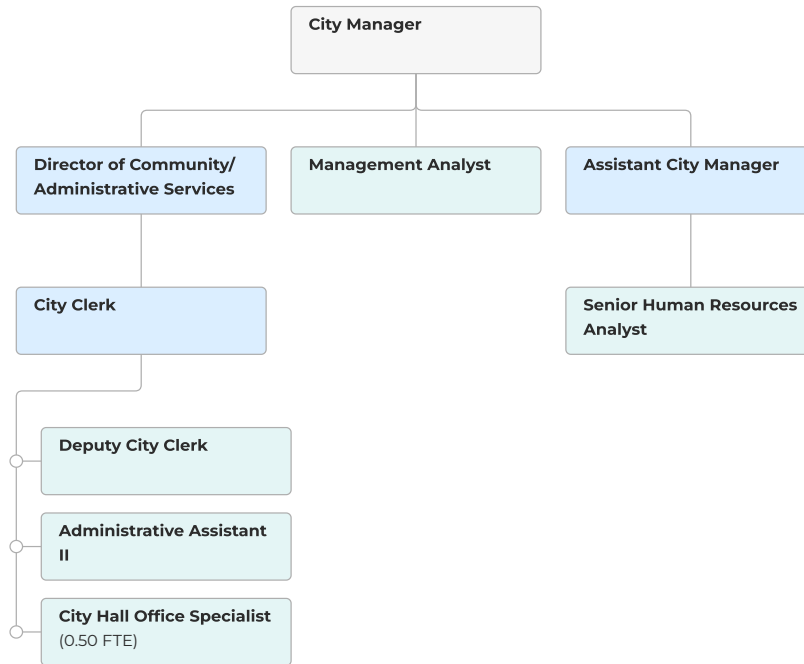 City Manager
Director of Community/
Administrative Services
Management Analyst
Assistant City Manager
City Clerk
Senior Human Resources
Analyst
Deputy City Clerk
Administrative Assistant
II
City Hall Office Specialist
(0.50 FTE)